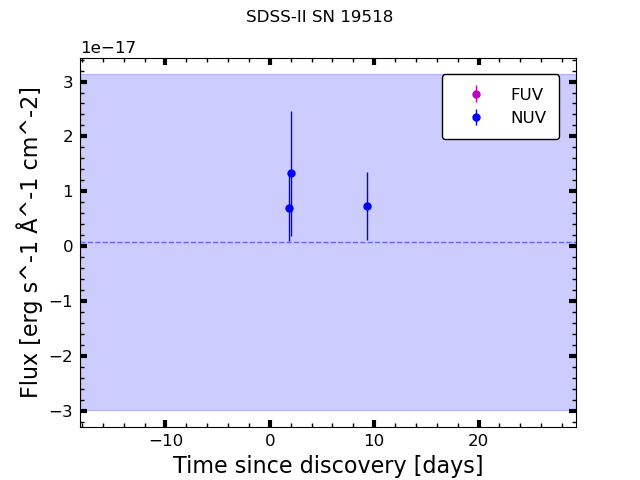 SDSS-II SN 19518
1e−17
3
2
1
0
−1
−2
−3
Flux [erg s^-1 Å^-1 cm^-2]
FUV
NUV
−10 0 10 20
Time since discovery [days]